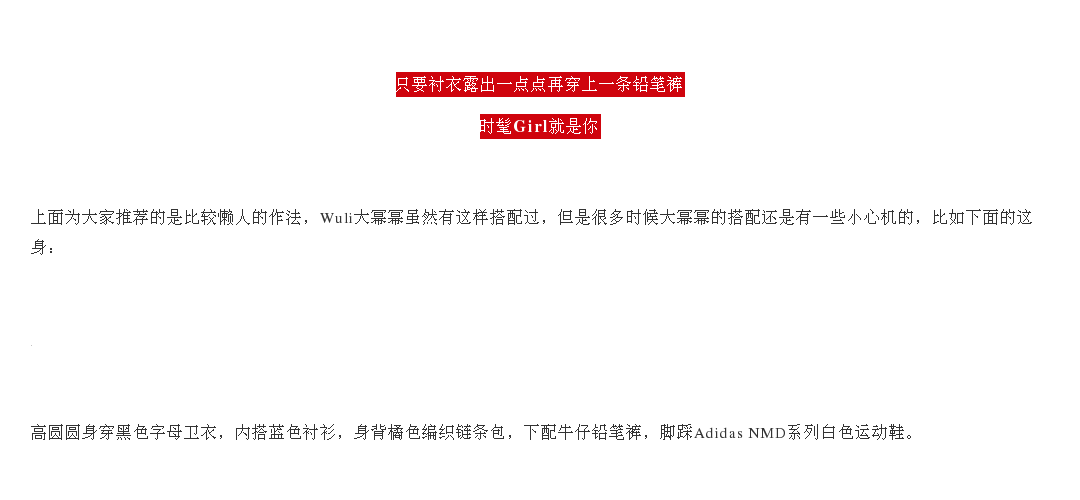 只要衬衣露出一点点再穿上一条铅笔裤
时髦Girl就是你
上面为大家推荐的是比较懒人的作法，Wuli大幂幂虽然有这样搭配过，但是很多时候大幂幂的搭配还是有一些小心机的，比如下面的这
身：
高圆圆身穿黑色字母卫衣，内搭蓝色衬衫，身背橘色编织链条包，下配牛仔铅笔裤，脚踩Adidas NMD系列白色运动鞋。